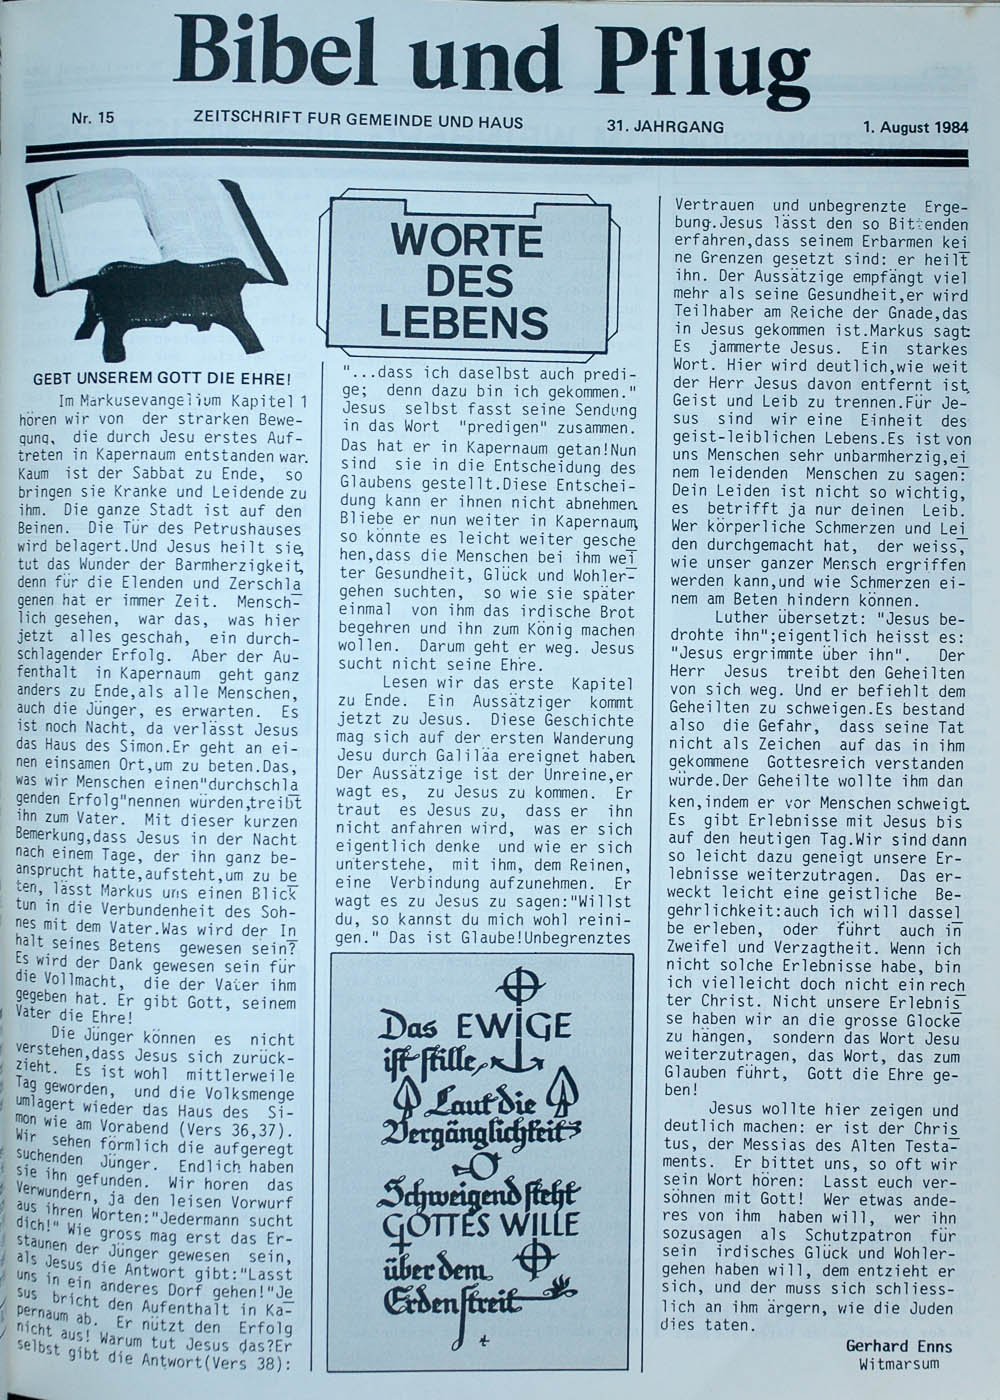 Bibel und Pflug
Nr. 15 ZEITSCHRIFT FUR GEMEINDE UND HAUS 31. JAHRGANG 1. August 1984
GEBT UNSEREM GOTT DIE EHRE!
Im Markusevangelium Kapitel 1
hören wir von der strarken Bewe-
gung, die durch Jesu erstes Auf-
treten in Kapernaum entstanden war.
Kaum ist der Sabbat zu Ende, so
bringen sie Kranke und Leidende zu
ihm. Die ganze Stadt ist auf den
Beinen. Die Tür des Petrushauses
wird belagert.Und Jesus heilt sie,
tut das Wunder der Barmherzigkeit,
denn für die Elenden und Zerschla
genen hat er immer Zeit. Mensch-
lich gesehen, war das, was hier
jetzt alles geschah, ein durch-
schlagender Erfolg. Aber der Au-
fenthalt in Kapernaum geht ganz
anders zu Ende,als alle Menschen,
auch die Jünger, es erwarten. Es
ist noch Nacht, da verlässt Jesus
das Haus des Simon.Er geht an ei-
nen einsamen Ort,um zu beten.Das,
was wir Menschen einen"durchschla
genden Erfolg"nennen würden,treibt
ihn zum Vater. Mit dieser kurzen
Bemerkung,dass Jesus in der Nacht
nach einem Tage, der ihn ganz be-
ansprucht hatte,aufsteht,um zu be
ten, lässt Markus uns einen Blick
tun in die Verbundenheit des Soh-
nes mit dem Vater.Was wird der In
halt seines Betens gewesen sein?
Es wird der Dank gewesen sein für
die Vollmacht, die der Vater ihm
gegeben hat. Er gibt Gott, seinem
Vater die Ehre!
Die Jünger können es nicht
verstehen,dass Jesus sich zurück-
zieht. Es ist wohl mittlerweile
Tag geworden, und die Volksmenge
umlagert wieder das Haus des Si-
mon wie am Vorabend (Vers 36,37).
Wir sehen förmlich die aufgeregt
suchenden Jünger. Endlich haben
sie ihn gefunden. Wir horen das
Verwundern, ja den leisen Vorwurf
aus ihren Worten:"Jedermann sucht
dich!" Wie gross mag erst das Er-
staunen der Jünger gewesen sein,
als Jesus die Antwort gibt:"Lasst
uns in ein anderes Dorf gehen!"Je
sus bricht den Aufenthalt in Ka-
pernaum ab. Er nützt den Erfolg
nicht aus! Warum tut Jesus das?Er
selbst gibt die Antwort(Vers 38):
WORTE
DES
LEBENS
"...dass ich daselbst auch predi-
ge; denn dazu bin ich gekommen."
Jesus selbst fasst seine Sendung
in das Wort "predigen" zusammen.
Das hat er in Kapernaum getan!Nun
sind sie in die Entscheidung des
Glaubens gestellt.Diese Entschei-
dung kann er ihnen nicht abnehmen.
Bliebe er nun weiter in Kapernaum,
so könnte es leicht weiter gesche
hen,dass die Menschen bei ihm wei
ter Gesundheit, Glück und Wohler-
gehen suchten, so wie sie später
einmal von ihm das irdische Brot
begehren und ihn zum König machen
wollen. Darum geht er weg. Jesus
sucht nicht seine Ehre.
Lesen wir das erste Kapitel
zu Ende. Ein Aussätziger kommt
jetzt zu Jesus. Diese Geschichte
mag sich auf der ersten Wanderung
Jesu durch Galiläa ereignet haben.
Der Aussätzige ist der Unreine,er
wagt es, zu Jesus zu kommen. Er
traut es Jesus zu, dass er ihn
nicht anfahren wird, was er sich
eigentlich denke und wie er sich
unterstehe, mit ihm, dem Reinen,
eine Verbindung aufzunehmen. Er
wagt es zu Jesus zu sagen:"Willst
du, so kannst du mich wohl reini-
gen." Das ist Glaube!Unbegrenztes
Das EWIGE
ist stille,
Laut die
Vergänglichkeit
Schweigend steht
GOTTES WILLE
über dem
Erdenstreit
Vertrauen und unbegrenzte Erge-
bung.Jesus lässt den so Bittenden
erfahren,dass seinem Erbarmen kei
ne Grenzen gesetzt sind: er heilt
ihn. Der Aussätzige empfängt viel
mehr als seine Gesundheit,er wird
Teilhaber am Reiche der Gnade,das
in Jesus gekommen ist.Markus sagt:
Es jammerte Jesus. Ein starkes
Wort. Hier wird deutlich,wie weit
der Herr Jesus davon entfernt ist,
Geist und Leib zu trennen.Für Je-
sus sind wir eine Einheit des
geist-leiblichen Lebens.Es ist von
uns Menschen sehr unbarmherzig,ei
nem leidenden Menschen zu sagen:
Dein Leiden ist nicht so wichtig,
es betrifft ja nur deinen Leib.
Wer körperliche Schmerzen und Lei
den durchgemacht hat, der weiss,
wie unser ganzer Mensch ergriffen
werden kann,und wie Schmerzen ei-
nem am Beten hindern können.
Luther übersetzt: "Jesus be-
drohte ihn";eigentlich heisst es:
"Jesus ergrimmte über ihn". Der
Herr Jesus treibt den Geheilten
von sich weg. Und er befiehlt dem
Geheilten zu schweigen.Es bestand
also die Gefahr, dass seine Tat
nicht als Zeichen auf das in ihm
gekommene Gottesreich verstanden
würde.Der Geheilte wollte ihm dan
ken,indem er vor Menschen schweigt.
Es gibt Erlebnisse mit Jesus bis
auf den heutigen Tag.Wir sind dann
so leicht dazu geneigt unsere Er-
lebnisse weiterzutragen. Das er-
weckt leicht eine geistliche Be-
gehrlichkeit:auch ich will dassel
be erleben, oder führt auch in
Zweifel und Verzagtheit. Wenn ich
nicht solche Erlebnisse habe, bin
ich vielleicht doch nicht ein rech
ter Christ. Nicht unsere Erlebnis
se haben wir an die grosse Glocke
zu hängen, sondern das Wort Jesu
weiterzutragen, das Wort, das zum
Glauben führt, Gott die Ehre ge-
ben!
Jesus wollte hier zeigen und
deutlich machen: er ist der Chris
tus, der Messias des Alten Testa-
ments. Er bittet uns, so oft wir
sein Wort hören: Lasst euch ver-
söhnen mit Gott! Wer etwas ande-
res von ihm haben will, wer ihn
sozusagen als Schutzpatron für
sein irdisches Glück und Wohler-
gehen haben will, dem entzieht er
sich, und der muss sich schliess-
lich an ihm ärgern, wie die Juden
dies taten.
Gerhard Enns
Witmarsum